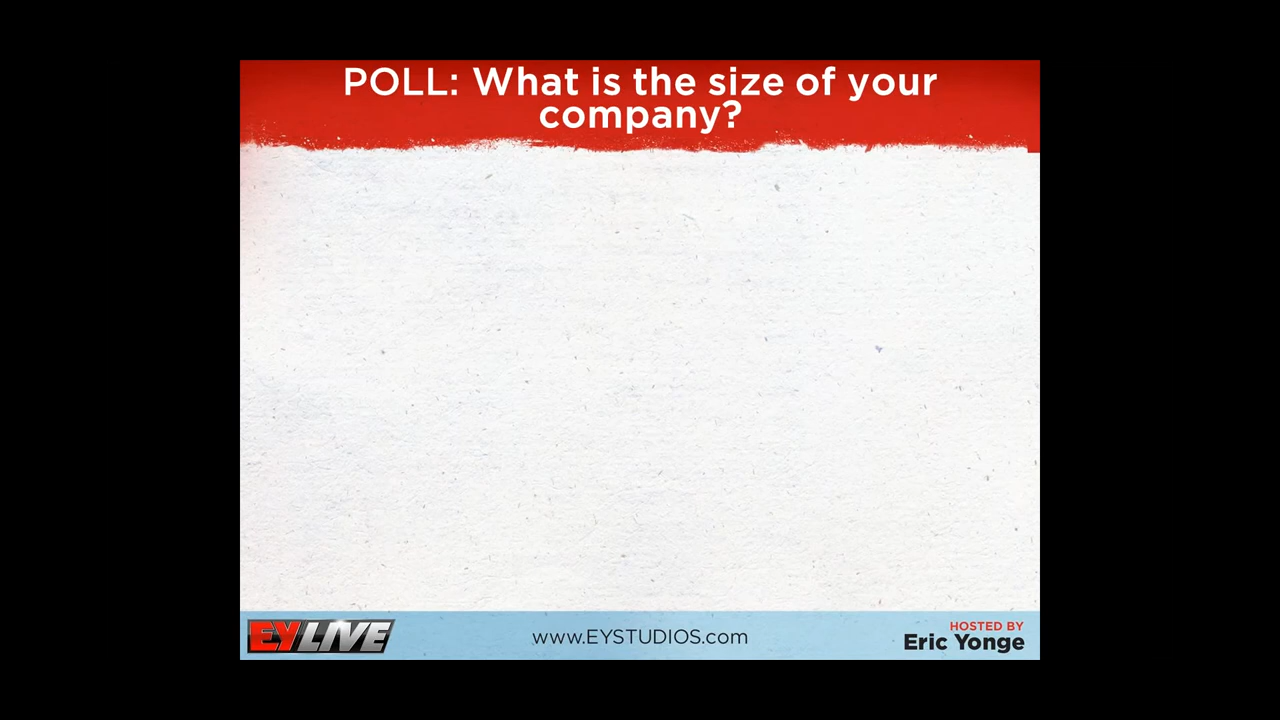 POLL: What is the size of your
company?
EYLIVE
www.EYSTUDIOS.com
HOSTED BY
Eric Yonge